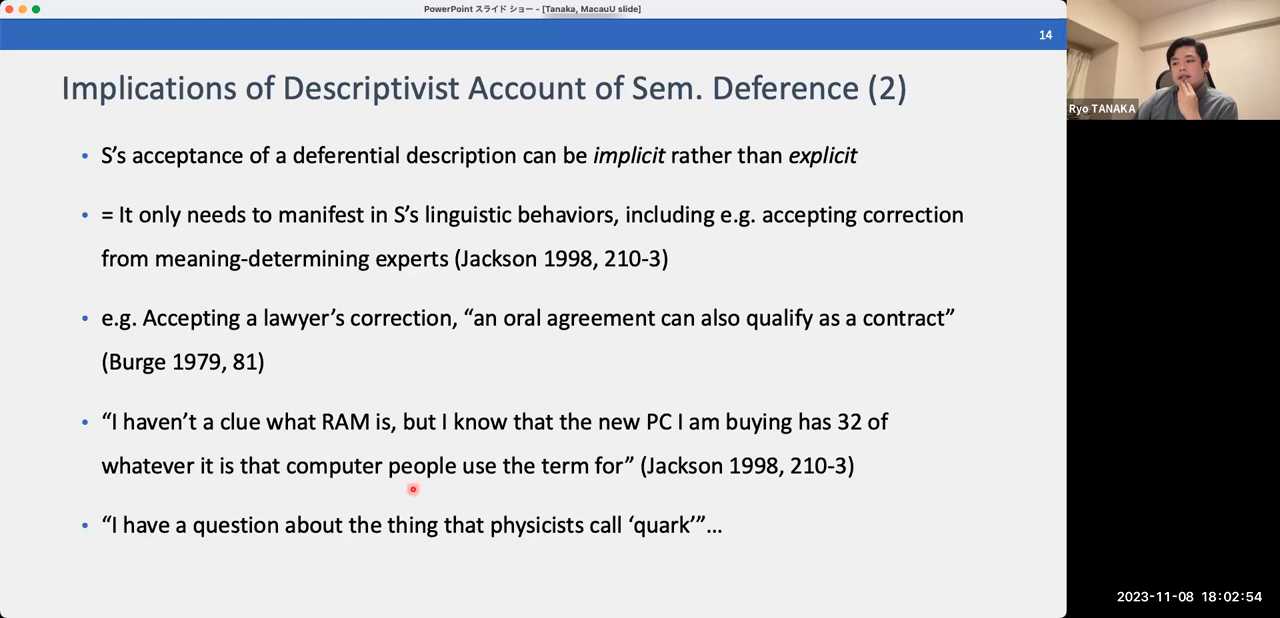 PowerPoint スライド ショー - [Tanaka, MacauU slide]
14
Implications of Descriptivist Account of Sem. Deference (2)
• S’s acceptance of a deferential description can be implicit rather than explicit
• = It only needs to manifest in S’s linguistic behaviors, including e.g. accepting correction
from meaning-determining experts (Jackson 1998, 210-3)
• e.g. Accepting a lawyer’s correction, “an oral agreement can also qualify as a contract”
(Burge 1979, 81)
• “I haven’t a clue what RAM is, but I know that the new PC I am buying has 32 of
whatever it is that computer people use the term for” (Jackson 1998, 210-3)
• “I have a question about the thing that physicists call ‘quark’”…
Ryo TANAKA
2023-11-08 18:02:54